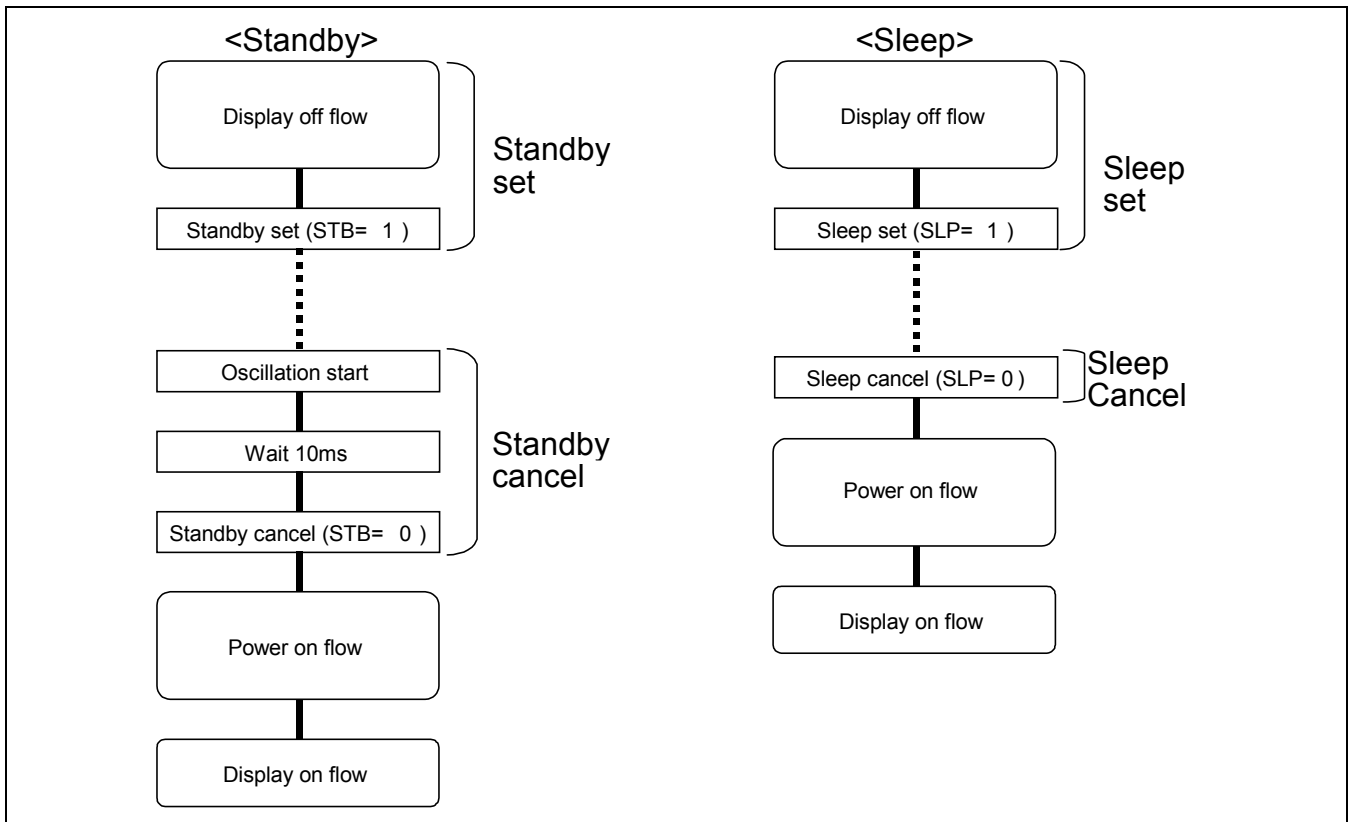 <Standby>
Display off flow
Standby set (STB= 1 )
Standby
set
Oscillation start
Wait 10ms
Standby cancel (STB= 0 )
Standby
cancel
Power on flow
Display on flow
<Sleep>
Display off flow
Sleep set (SLP= 1 )
Sleep
set
Sleep cancel (SLP= 0 )
Sleep
Cancel
Power on flow
Display on flow